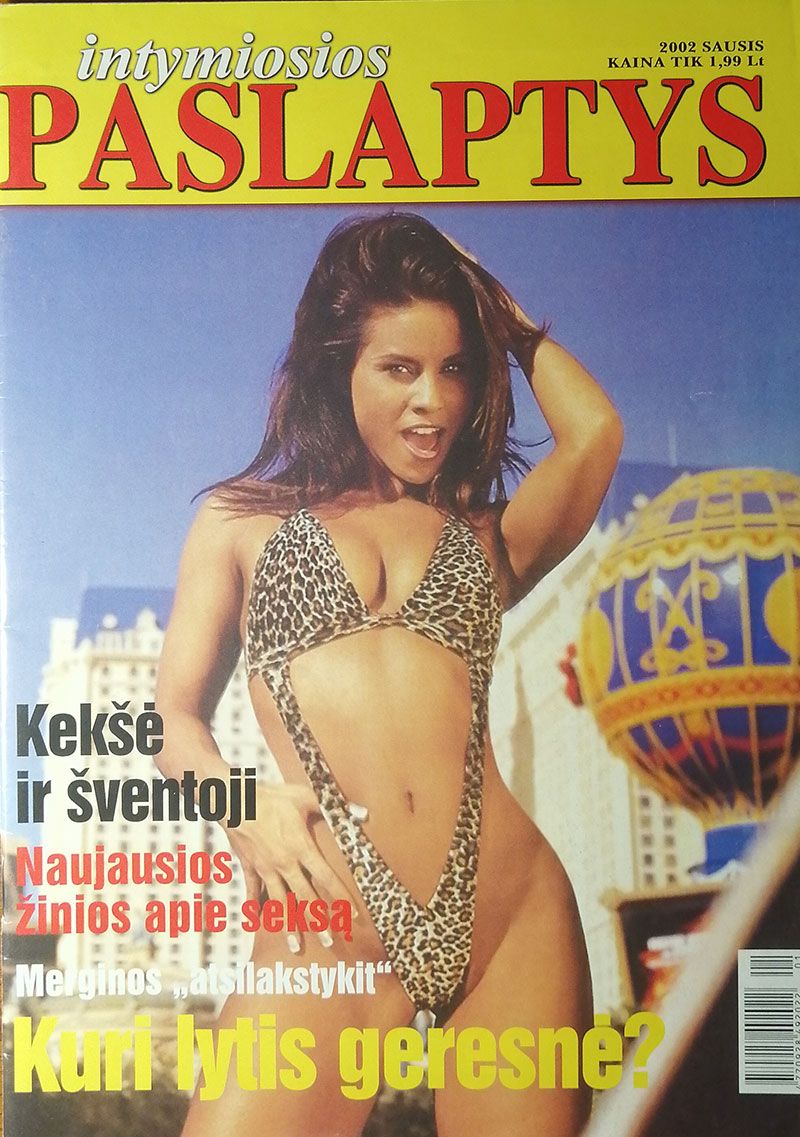 intymiosios
2002 SAUSIS
KAINA TIK 1,99 Lt
PASLAPTYS
Kekšė
ir šventoji
Naujausios
žinios apie seksą
Merginos „atsilakstykit“
Kuri lytis geresnė?
01